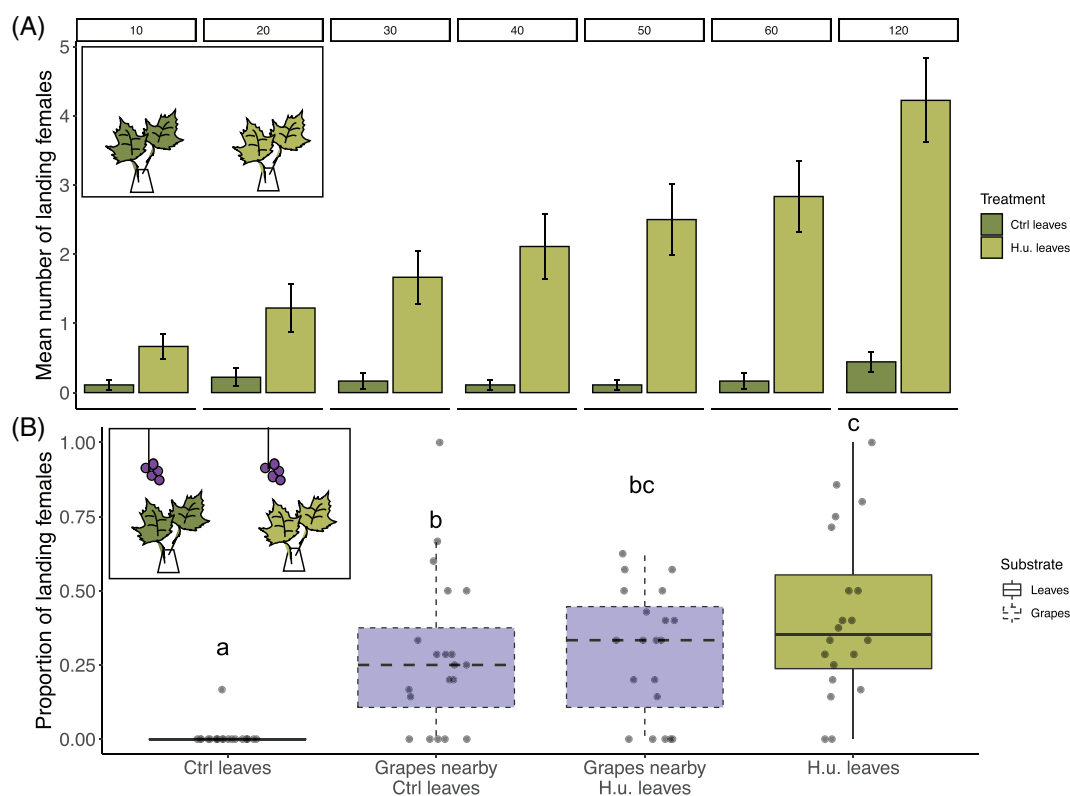 (A)
10 20 30 40 50 60 120
Mean number of landing females
5
4
3
2
1
0
Treatment
Ctrl leaves
H.u. leaves
(B)
Proportion of landing females
1.00
0.75
0.50
0.25
0.00
a
b
bc
c
Substrate
Leaves
Grapes
Ctrl leaves
Grapes nearby
Ctrl leaves
Grapes nearby
H.u. leaves
H.u. leaves